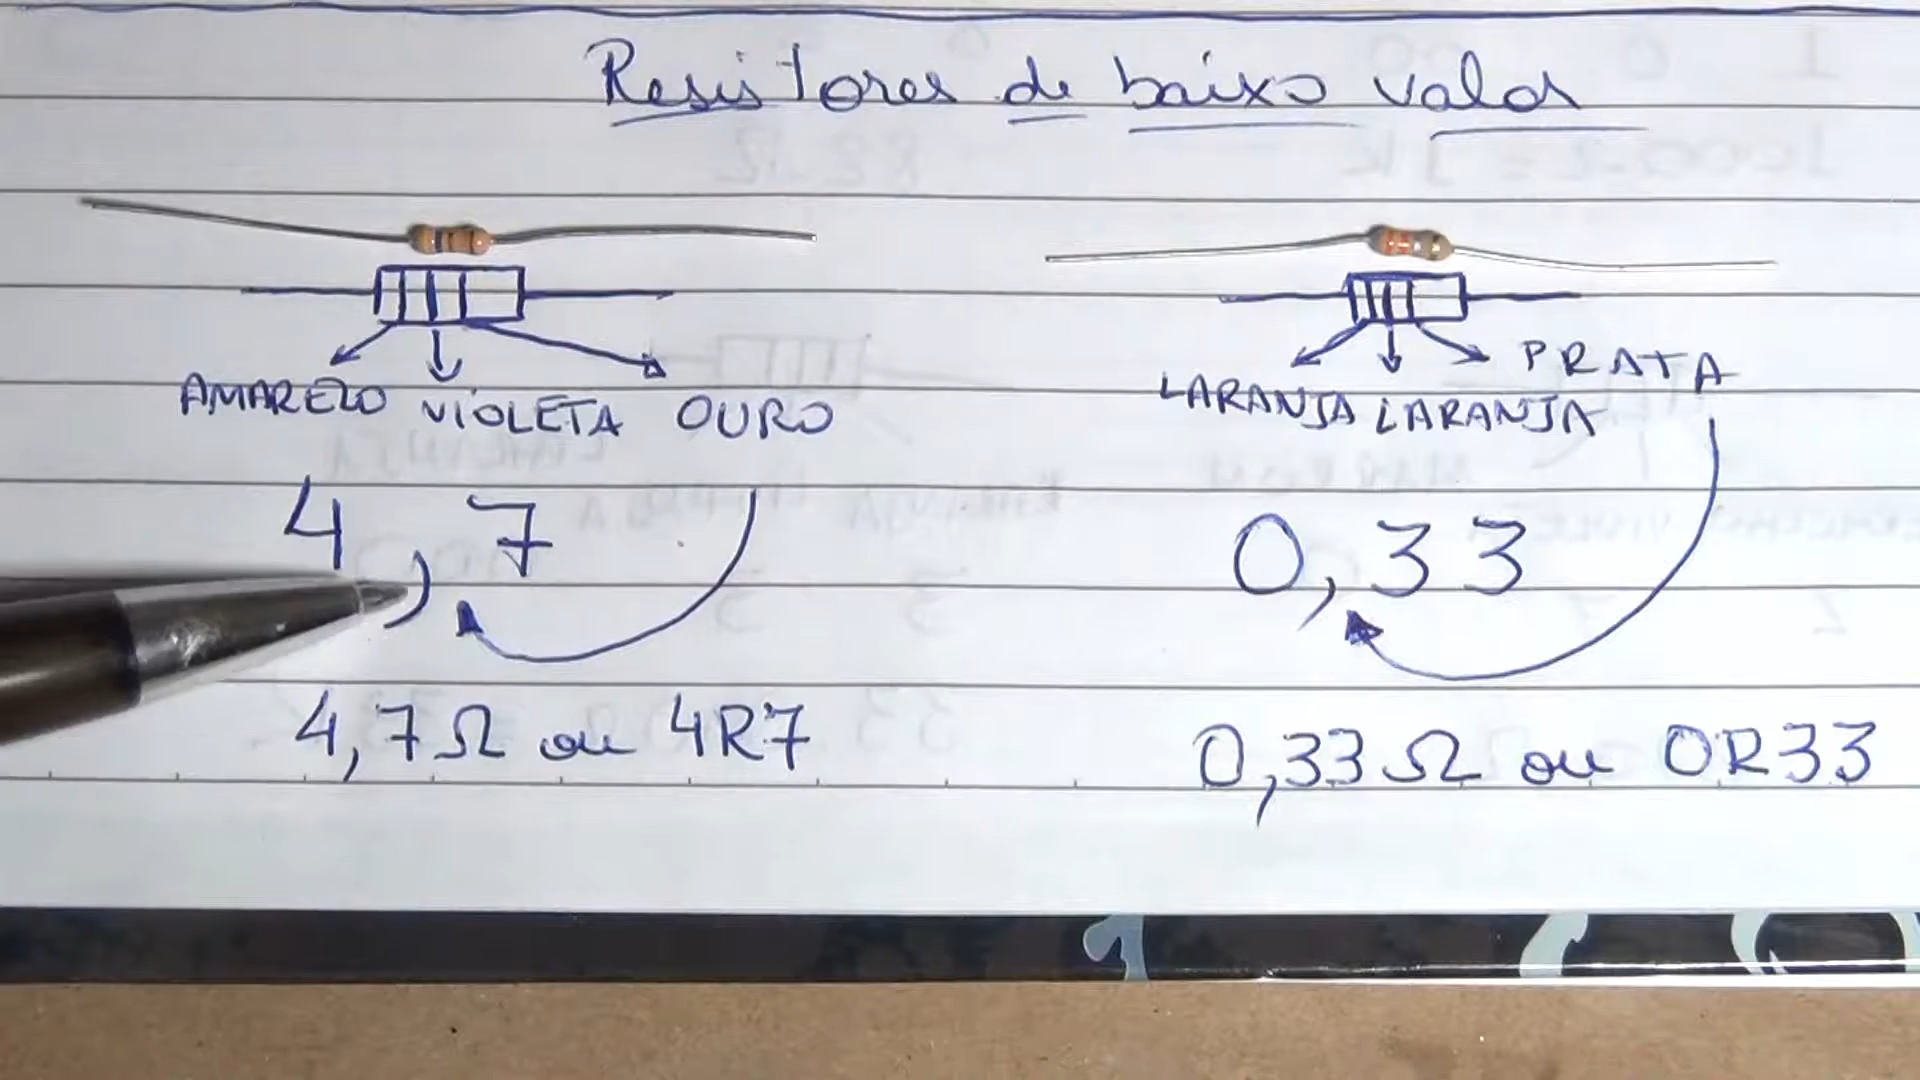 Resistores de baixo valor
AMARELO VIOLETA OURO
LARANJA LARANJA PRATA
4,7
0,33
4,7Ω ou 4R7
0,33Ω ou 0R33